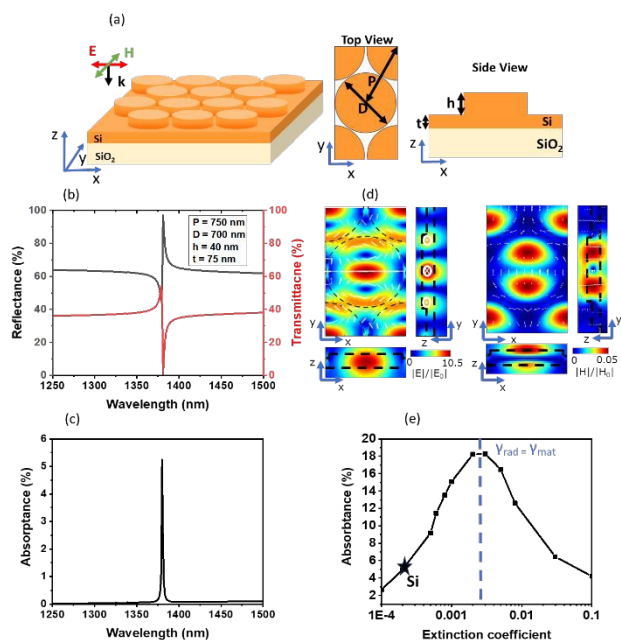 (a)
E
H
k
z
y
x
Si
SiO₂
Top View
P
D
y
x
Side View
h
t
Si
SiO₂
z
x
(b)
100
80
60
40
20
0
Reflectance (%)
P = 750 nm
D = 700 nm
h = 40 nm
t = 75 nm
100
80
60
40
20
0
Transmittacne (%)
1250 1300 1350 1400 1450 1500
Wavelength (nm)
(d)
y
x
y
z
z
x
0 10.5
|E|/|E₀|
y
x
y
z
z
x
0 0.05
|H|/|H₀|
(c)
6
5
4
3
2
1
0
Absorptance (%)
1250 1300 1350 1400 1450 1500
Wavelength (nm)
(e)
20
18
16
14
12
10
8
6
4
2
Absorbtance (%)
γrad = γmat
Si
1E-4 0.001 0.01 0.1
Extinction coefficient